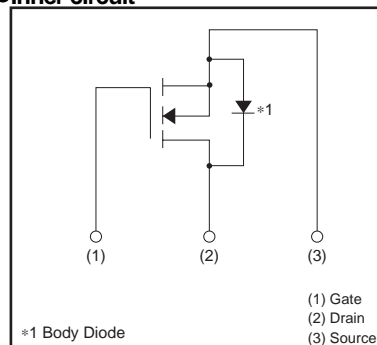 Inner circuit
*1
(1) (2) (3)
(1) Gate
(2) Drain
*1 Body Diode
(3) Source